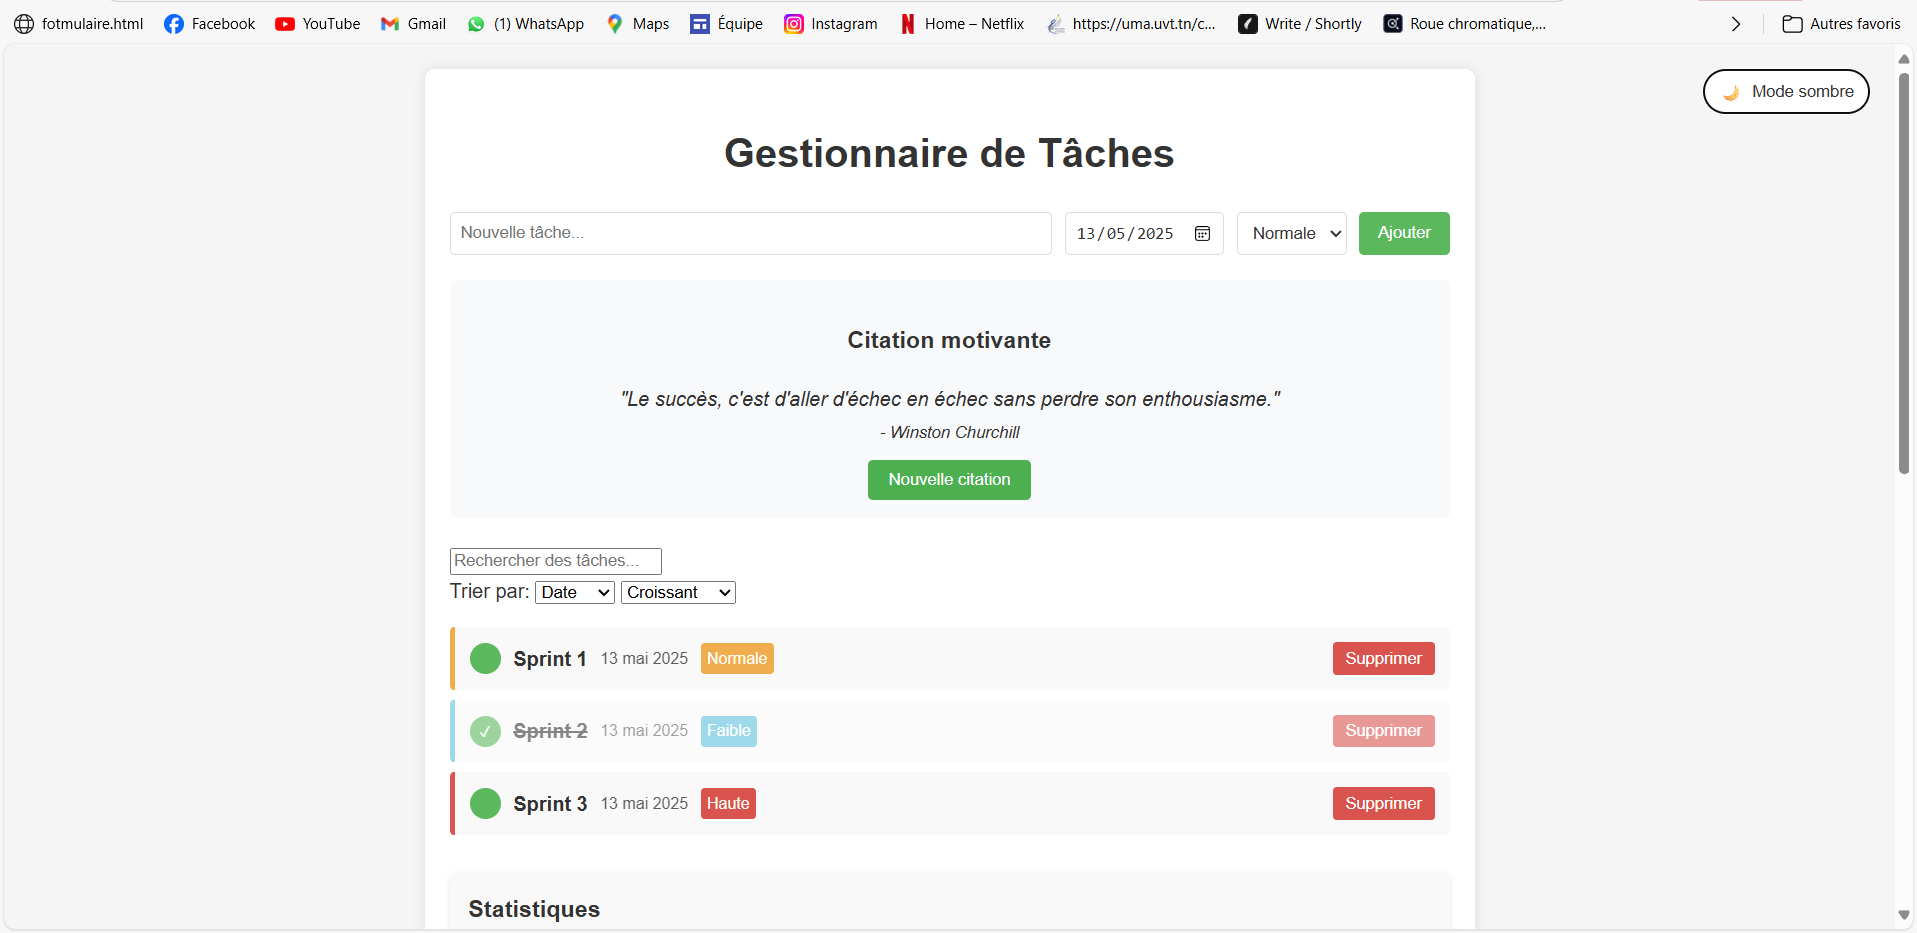 fotmulaire.html Facebook YouTube Gmail (1) WhatsApp Maps Équipe Instagram Home – Netflix https://uma.uvt.tn/c... Write / Shortly Roue chromatique,... Autres favoris
Mode sombre
Gestionnaire de Tâches
Nouvelle tâche... 13/05/2025 Normale Ajouter
Citation motivante
"Le succès, c'est d'aller d'échec en échec sans perdre son enthousiasme."
- Winston Churchill
Nouvelle citation
Rechercher des tâches...
Trier par: Date Croissant
Sprint 1 13 mai 2025 Normale Supprimer
Sprint 2 13 mai 2025 Faible Supprimer
Sprint 3 13 mai 2025 Haute Supprimer
Statistiques